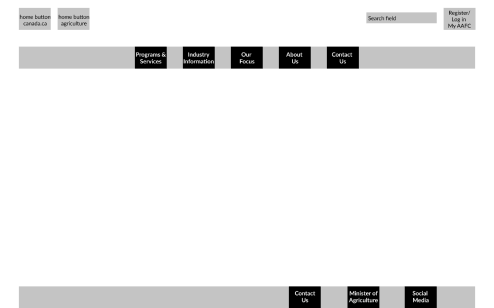 home button
canada.ca
home button
agriculture
Search field
Register/
Log in
My AAFC
Programs &
Services
Industry
Information
Our
Focus
About
Us
Contact
Us
Contact
Us
Minister of
Agriculture
Social
Media